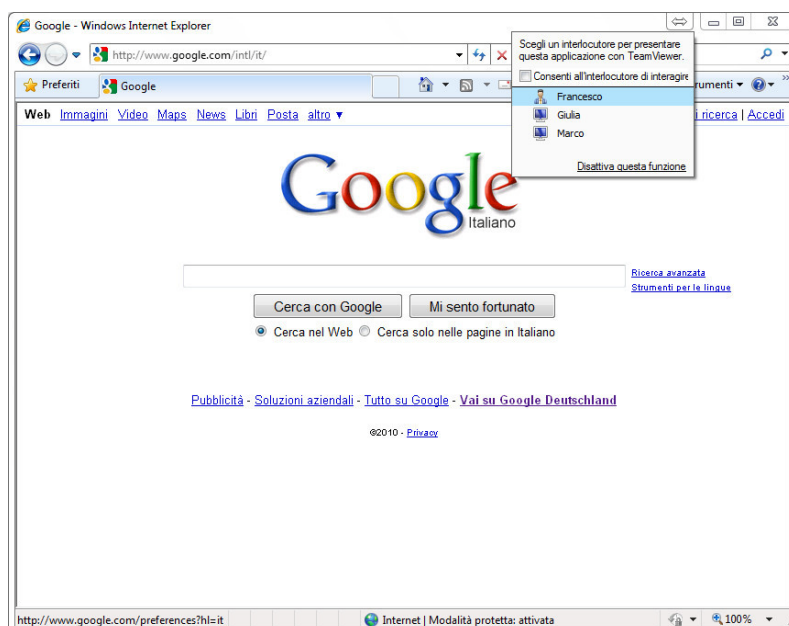 Google - Windows Internet Explorer
http://www.google.com/intl/it/
Scegli un interlocutore per presentare
questa applicazione con TeamViewer.
Consenti all'interlocutore di interagire
Francesco
Giulia
Marco
Disattiva questa funzione
Preferiti
Google
rumenti
Web Immagini Video Maps News Libri Posta altro ▼
i ricerca | Accedi
Google
Italiano
Ricerca avanzata
Strumenti per le lingue
Cerca con Google
Mi sento fortunato
Cerca nel Web
Cerca solo nelle pagine in Italiano
Pubblicità - Soluzioni aziendali - Tutto su Google - Vai su Google Deutschland
©2010 - Privacy
http://www.google.com/preferences?hl=it
Internet | Modalità protetta: attivata
100%